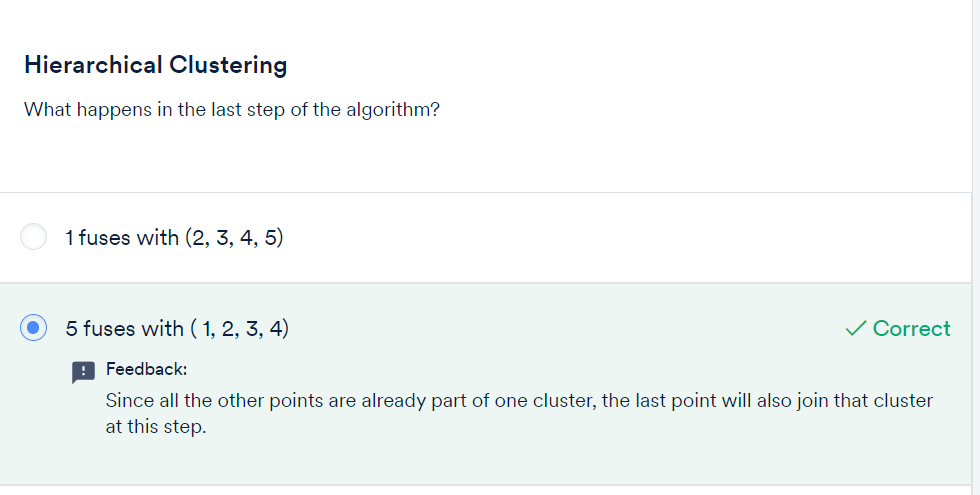 Hierarchical Clustering
What happens in the last step of the algorithm?
1 fuses with (2, 3, 4, 5)
5 fuses with ( 1, 2, 3, 4)
Correct
Feedback:
Since all the other points are already part of one cluster, the last point will also join that cluster
at this step.